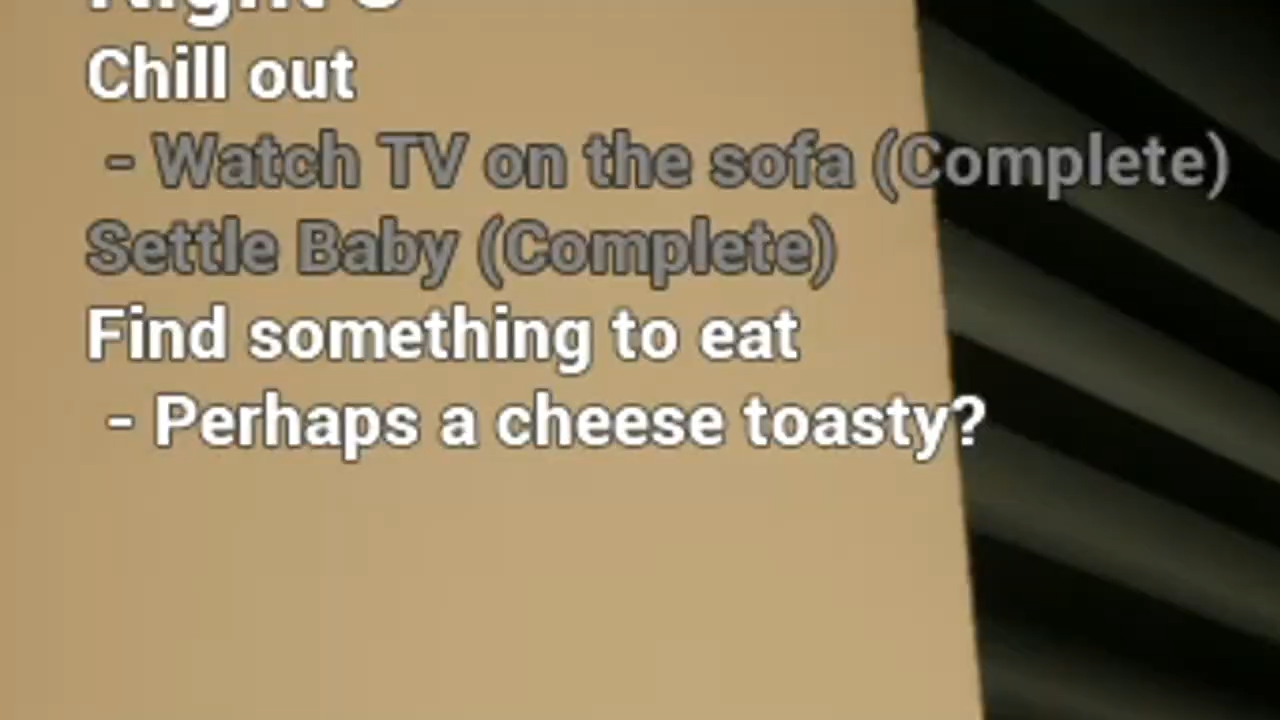 Chill out
- Watch TV on the sofa (Complete)
Settle Baby (Complete)
Find something to eat
- Perhaps a cheese toasty?